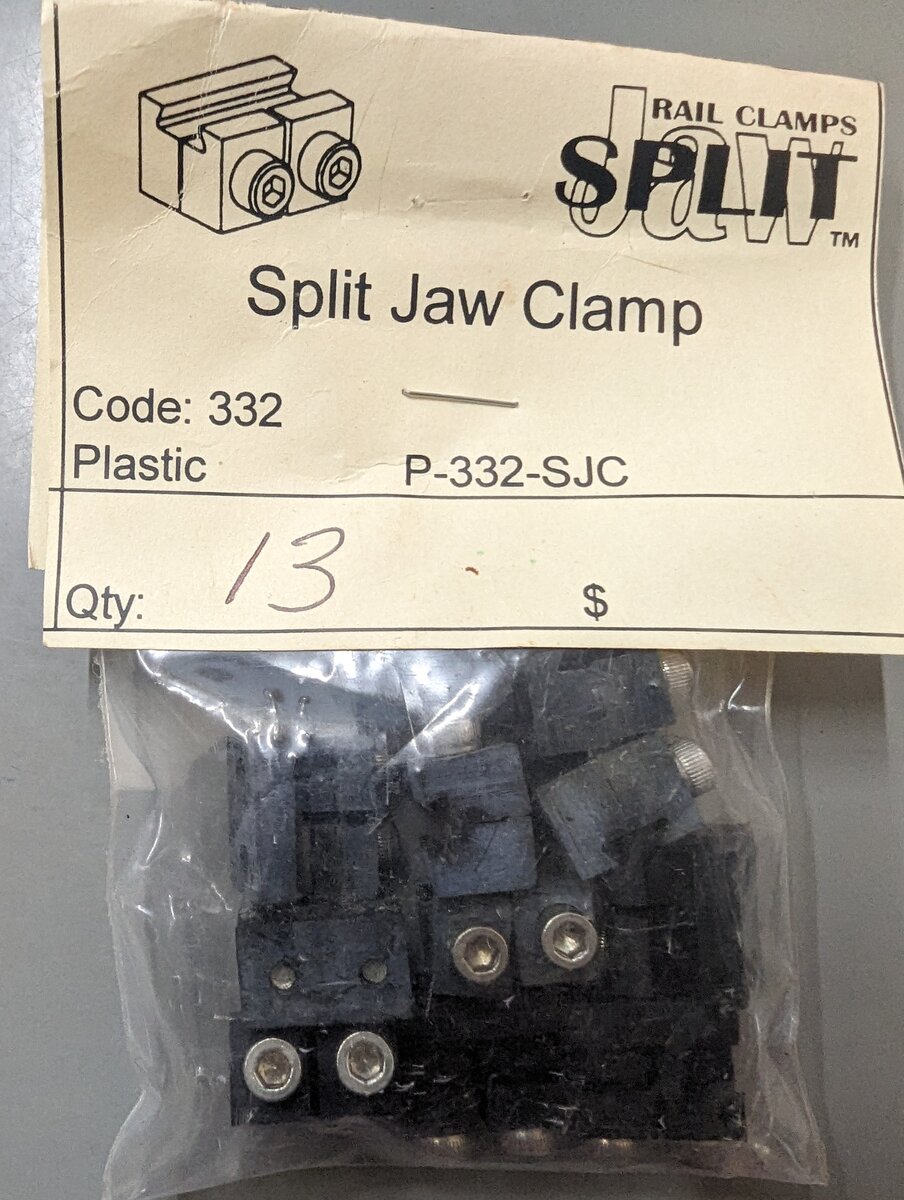 RAIL CLAMPS
Jaw
SPLIT
TM
Split Jaw Clamp
Code: 332
Plastic P-332-SJC
Qty: 13 $